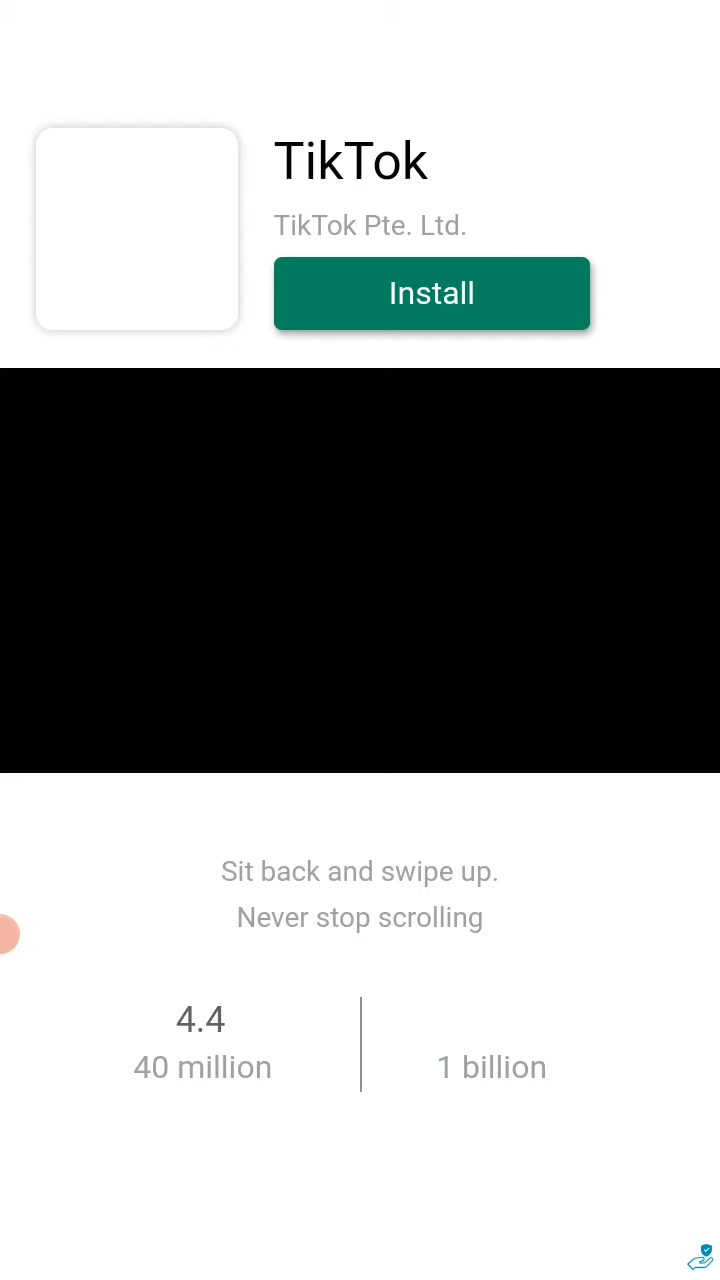 TikTok
TikTok Pte. Ltd.
Install
Sit back and swipe up.
Never stop scrolling
4.4
40 million
1 billion